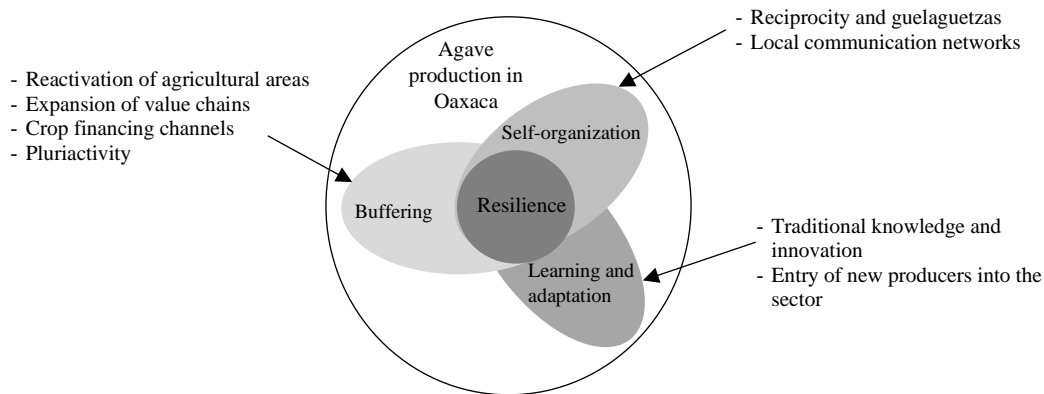 - Reciprocity and guelaguetzas
- Local communication networks
Agave
production in
Oaxaca
- Reactivation of agricultural areas
- Expansion of value chains
- Crop financing channels
- Pluriactivity
Self-organization
Buffering
Resilience
- Traditional knowledge and
innovation
- Entry of new producers into the
sector
Learning and
adaptation